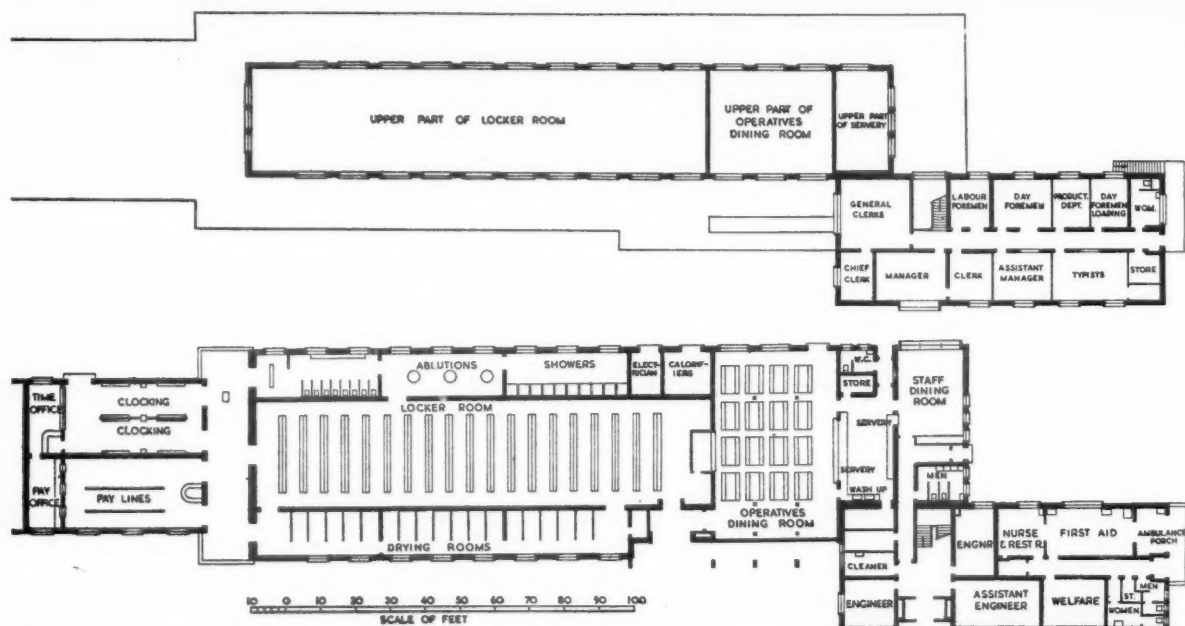 UPPER PART OF LOCKER ROOM
UPPER PART OF
OPERATIVES
DINING ROOM
UPPER PART
OF SERVERY
GENERAL
CLERKS
LABOUR
FOREMEN
DAY
FOREMEN
PRODUCT.
DEPT.
DAY
FOREMEN
LOADING
WOM.
CHIEF
CLERK
MANAGER
CLERK
ASSISTANT
MANAGER
TYPISTS
STORE
TIME
OFFICE
CLOCKING
CLOCKING
PAY
OFFICE
PAY LINES
ABLUTIONS
SHOWERS
ELECT-
RICIAN
CALORIF-
IERS
LOCKER ROOM
DRYING ROOMS
W.C.
STORE
SERVERY
SERVERY
WASH UP
OPERATIVES
DINING ROOM
STAFF
DINING
ROOM
MEN
CLEANER
ENGINEER
ENGNR
NURSE
& REST R.
FIRST AID
AMBULANCE
PORCH
ASSISTANT
ENGINEER
WELFARE
ST.
MEN
WOMEN
10 0 10 20 30 40 50 60 70 80 90 100
SCALE OF FEET